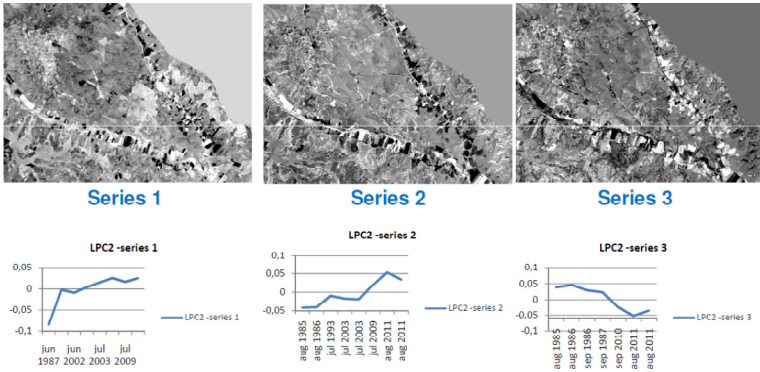 Series 1
Series 2
Series 3
LPC2 -series 1
0,05
0
-0,05
-0,1
jun 1987
jun 2002
jul 2003
jul 2009
LPC2 -series 1
LPC2 -series 2
0,1
0,05
0
-0,05
aug 1985
aug 1986
jul 1993
jul 2003
jul 2003
jul 2009
aug 2011
aug 2011
LPC2 -series 2
LPC2 -series 3
0,1
0,05
0
-0,05
-0,1
aug 1985
aug 1986
sep 1986
sep 1987
sep 2010
aug 2011
aug 2011
LPC2 -series 3